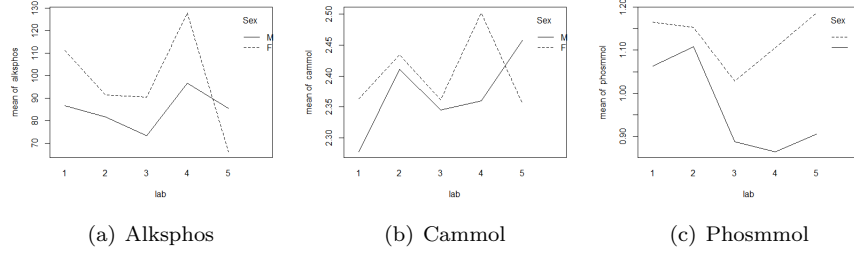 mean of alksphos
130
120
110
100
90
80
70
1 2 3 4 5
lab
Sex
M
F
(a) Alksphos
mean of cammol
2.50
2.45
2.40
2.35
2.30
1 2 3 4 5
lab
Sex
M
F
(b) Cammol
mean of phosmmol
1.20
1.10
1.00
0.90
1 2 3 4 5
lab
Sex
(c) Phosmmol